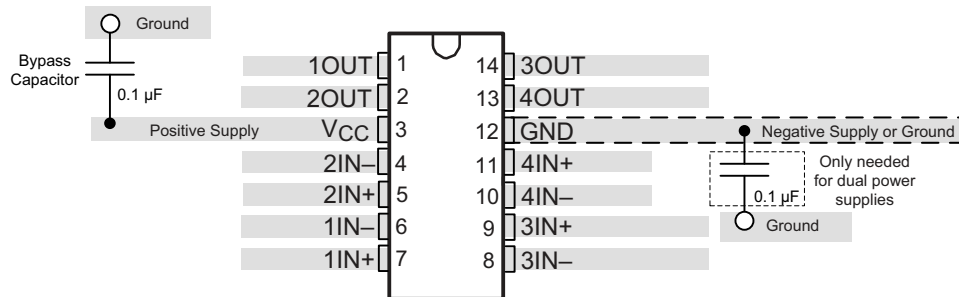 Ground
Bypass
Capacitor
0.1 µF
Positive Supply
1OUT 1
2OUT 2
VCC 3
2IN– 4
2IN+ 5
1IN– 6
1IN+ 7
14 3OUT
13 4OUT
12 GND
11 4IN+
10 4IN–
9 3IN+
8 3IN–
Negative Supply or Ground
Only needed
for dual power
supplies
0.1 µF
Ground